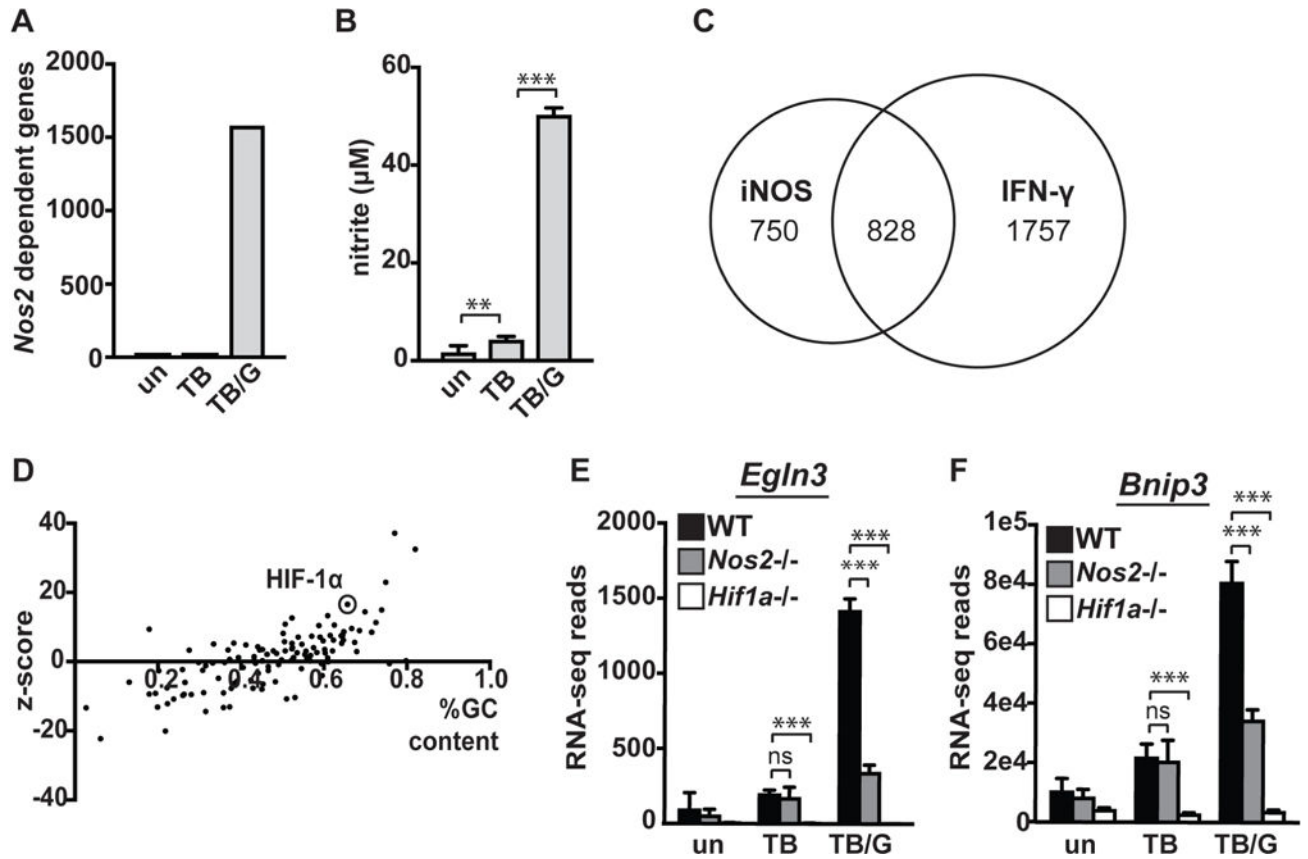 A
Nos2 dependent genes
2000
1500
1000
500
0
un
TB
TB/G
B
nitrite (µM)
60
40
20
0
**
***
un
TB
TB/G
C
iNOS
750
828
IFN-γ
1757
D
z-score
40
20
0
-20
-40
HIF-1α
0.2
0.4
0.6
0.8
1.0
%GC
content
E
Egln3
RNA-seq reads
2000
1500
1000
500
0
WT
Nos2-/-
Hif1a-/-
***
ns
***
***
un
TB
TB/G
F
Bnip3
RNA-seq reads
1e5
8e4
6e4
4e4
2e4
0
WT
Nos2-/-
Hif1a-/-
***
ns
***
***
un
TB
TB/G